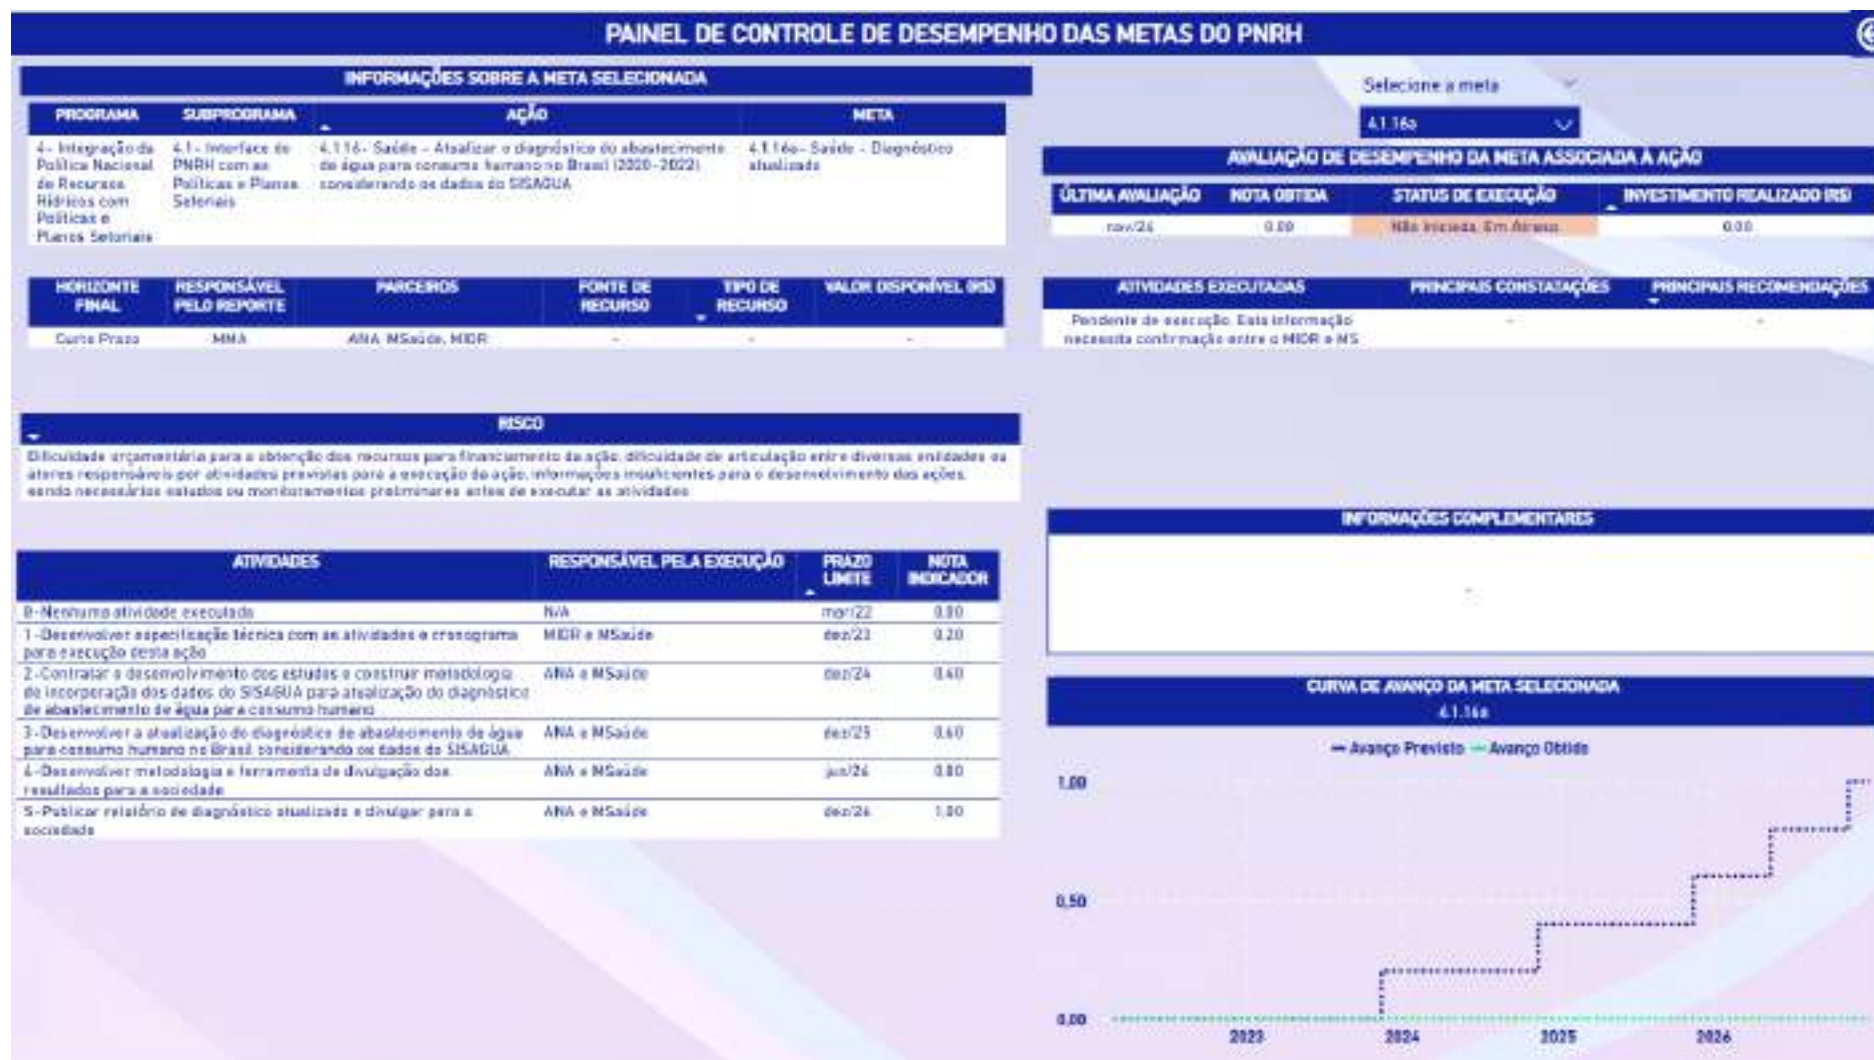 PAINEL DE CONTROLE DE DESEMPENHO DAS METAS DO PNRH
INFORMAÇÕES SOBRE A META SELECIONADA
PROGRAMA SUBPROGRAMA AÇÃO META
4- Integração da Política Nacional de Recursos Hídricos com Políticas e Planos Setoriais
4.1- Interface do PNRH com as Políticas e Planos Setoriais
4.1.16- Saúde - Atualizar o diagnóstico do abastecimento
de água para consumo humano no Brasil (2020-2022)
considerando os dados do SISAGUA
4.1.16a- Saúde - Diagnóstico
atualizado
HORIZONTE FINAL RESPONSÁVEL PELO REPORTE PARCEIROS FONTE DE RECURSO TIPO DE RECURSO VALOR DISPONÍVEL (R$)
Curto Prazo MMA ANA, MSaúde, MIDR - - -
RISCO
Dificuldade orçamentária para a obtenção dos recursos para financiamento da ação, dificuldade de articulação entre diversas entidades ou
atores responsáveis por atividades previstas para a execução da ação, informações insuficientes para o desenvolvimento das ações,
sendo necessários estudos ou monitoramentos preliminares antes de executar as atividades
ATIVIDADES RESPONSÁVEL PELA EXECUÇÃO PRAZO LIMITE NOTA INDICADOR
0-Nenhuma atividade executada N/A mar/22 0.00
1-Desenvolver especificação técnica com as atividades e cronograma MIDR e MSaúde dez/23 0.20
para execução desta ação
2-Contratar o desenvolvimento dos estudos e construir metodologia ANA e MSaúde dez/24 0.40
de incorporação dos dados do SISAGUA para atualização do diagnóstico
de abastecimento de água para consumo humano
3-Desenvolver a atualização do diagnóstico de abastecimento de água ANA e MSaúde dez/25 0.60
para consumo humano no Brasil considerando os dados do SISAGUA
4-Desenvolver metodologia e ferramenta de divulgação dos ANA e MSaúde jun/26 0.80
resultados para a sociedade
5-Publicar relatório de diagnóstico atualizado e divulgar para a ANA e MSaúde dez/26 1.00
sociedade
Selecione a meta
4.1.16a
AVALIAÇÃO DE DESEMPENHO DA META ASSOCIADA À AÇÃO
ÚLTIMA AVALIAÇÃO NOTA OBTIDA STATUS DE EXECUÇÃO INVESTIMENTO REALIZADO (R$)
nov/24 0.00 Não Iniciada, Em Atraso 0.00
ATIVIDADES EXECUTADAS PRINCIPAIS CONSTATAÇÕES PRINCIPAIS RECOMENDAÇÕES
Pendente de execução. Esta informação - -
necessita confirmação entre o MIDR e MS
INFORMAÇÕES COMPLEMENTARES
-
CURVA DE AVANÇO DA META SELECIONADA
4.1.16a
Avanço Previsto Avanço Obtido
1,00
0,50
0,00
2023 2024 2025 2026